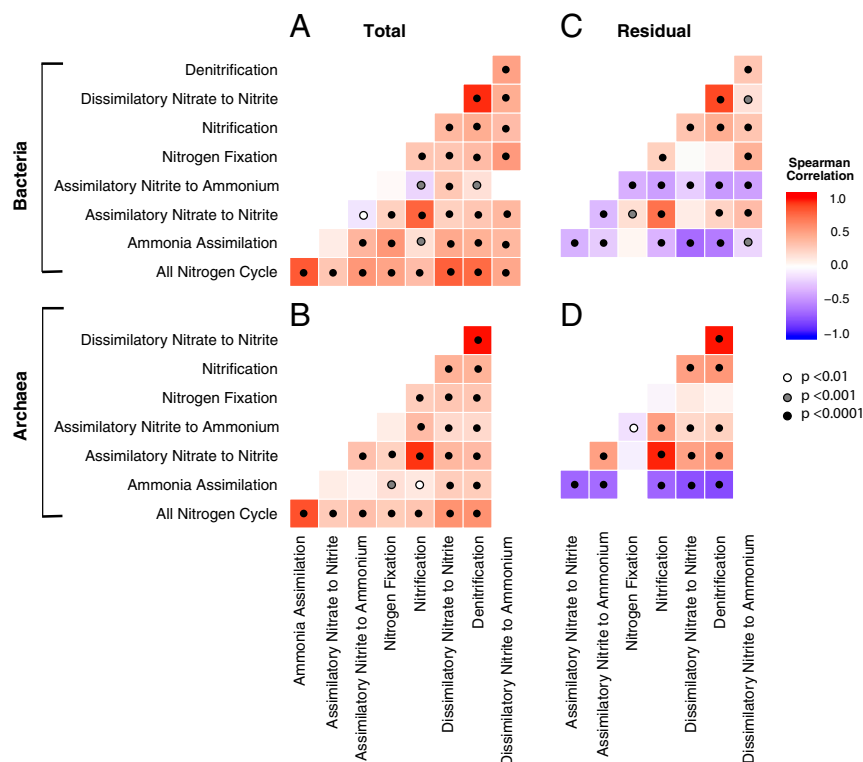 A
Total
C
Residual
Bacteria
Denitrification
Dissimilatory Nitrate to Nitrite
Nitrification
Nitrogen Fixation
Assimilatory Nitrite to Ammonium
Assimilatory Nitrate to Nitrite
Ammonia Assimilation
All Nitrogen Cycle
Spearman
Correlation
1.0
0.5
0.0
−0.5
−1.0
p <0.01
p <0.001
p <0.0001
B
D
Archaea
Dissimilatory Nitrate to Nitrite
Nitrification
Nitrogen Fixation
Assimilatory Nitrite to Ammonium
Assimilatory Nitrate to Nitrite
Ammonia Assimilation
All Nitrogen Cycle
Ammonia Assimilation
Assimilatory Nitrate to Nitrite
Assimilatory Nitrite to Ammonium
Nitrogen Fixation
Nitrification
Dissimilatory Nitrate to Nitrite
Denitrification
Dissimilatory Nitrite to Ammonium
Assimilatory Nitrate to Nitrite
Assimilatory Nitrite to Ammonium
Nitrogen Fixation
Nitrification
Dissimilatory Nitrate to Nitrite
Denitrification
Dissimilatory Nitrite to Ammonium